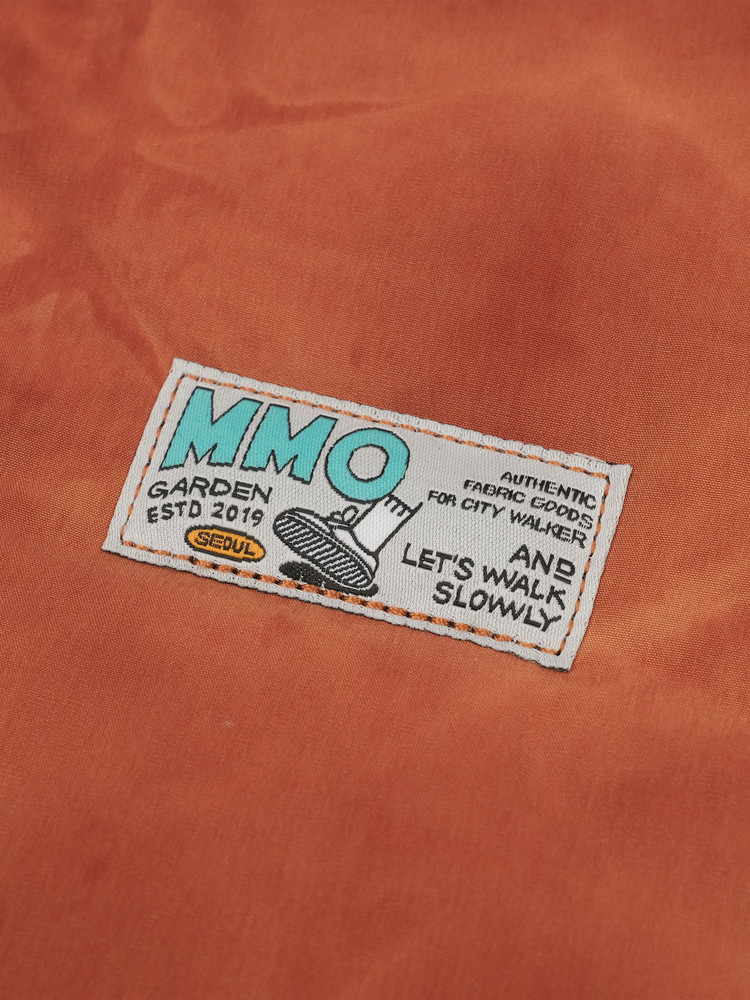 MMO
GARDEN
ESTD 2019
SEOUL
AUTHENTIC
FABRIC GOODS
FOR CITY WALKER
AND
LET'S WALK
SLOWLY